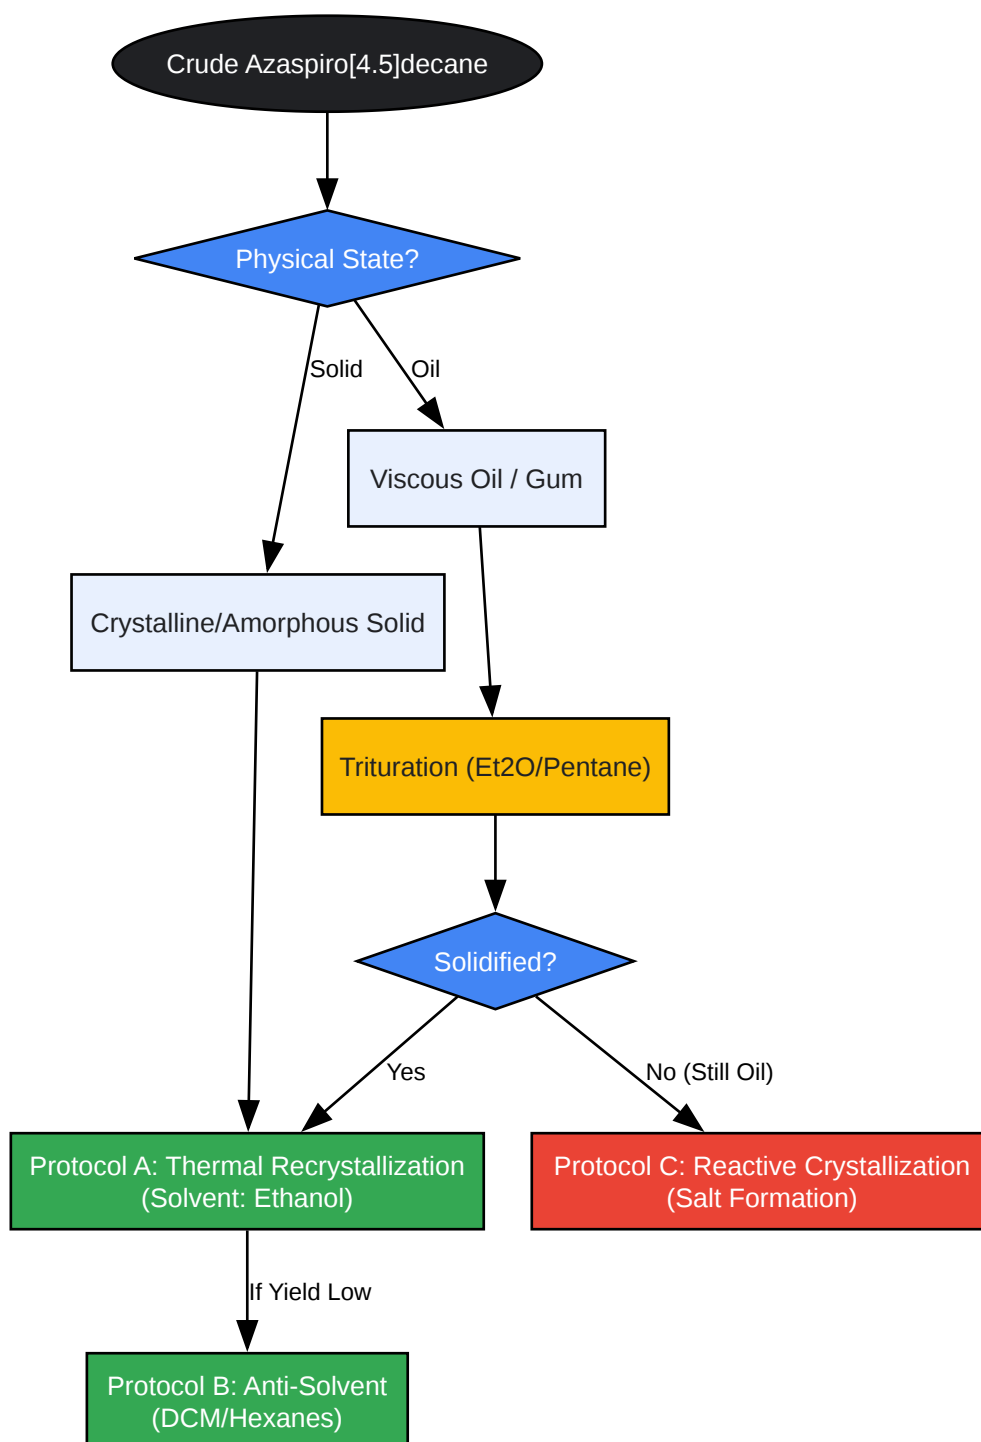 Crude Azaspiro[4.5]decane
Physical State?
Solid
Oil
Viscous Oil / Gum
Crystalline/Amorphous Solid
Trituration (Et2O/Pentane)
Solidified?
Yes
No (Still Oil)
Protocol A: Thermal Recrystallization
(Solvent: Ethanol)
Protocol C: Reactive Crystallization
(Salt Formation)
If Yield Low
Protocol B: Anti-Solvent
(DCM/Hexanes)